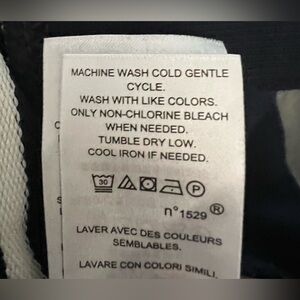 MACHINE WASH COLD GENTLE
CYCLE.
WASH WITH LIKE COLORS.
ONLY NON-CHLORINE BLEACH
WHEN NEEDED.
TUMBLE DRY LOW.
COOL IRON IF NEEDED.
30 P
n°1529 ®
LAVER AVEC DES COULEURS
SEMBLABLES.
LAVARE CON COLORI SIMILI.